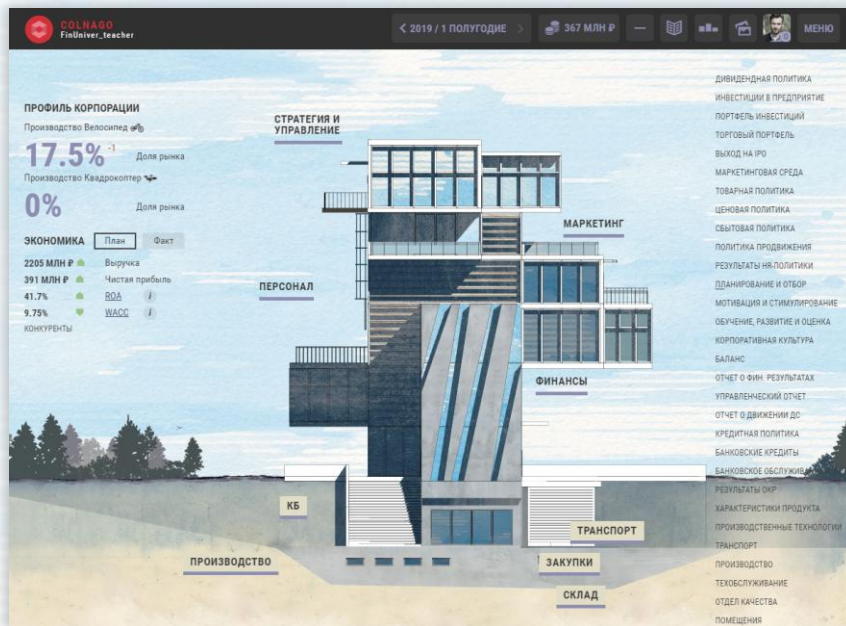 COLNAGO
FinUniver_teacher
2019 / 1 ПОЛУГОДИЕ
367 МЛН ₽
МЕНЮ
ПРОФИЛЬ КОРПОРАЦИИ
Производство Велосипед
17.5% -1 Доля рынка
Производство Квадрокоптер
0% Доля рынка
ЭКОНОМИКА План Факт
2205 МЛН ₽ Выручка
391 МЛН ₽ Чистая прибыль
41.7% ROA i
9.75% WACC i
КОНКУРЕНТЫ
СТРАТЕГИЯ И
УПРАВЛЕНИЕ
МАРКЕТИНГ
ПЕРСОНАЛ
ФИНАНСЫ
КБ
ТРАНСПОРТ
ПРОИЗВОДСТВО
ЗАКУПКИ
СКЛАД
ДИВИДЕНДНАЯ ПОЛИТИКА
ИНВЕСТИЦИИ В ПРЕДПРИЯТИЕ
ПОРТФЕЛЬ ИНВЕСТИЦИЙ
ТОРГОВЫЙ ПОРТФЕЛЬ
ВЫХОД НА IPO
МАРКЕТИНГОВАЯ СРЕДА
ТОВАРНАЯ ПОЛИТИКА
ЦЕНОВАЯ ПОЛИТИКА
СБЫТОВАЯ ПОЛИТИКА
ПОЛИТИКА ПРОДВИЖЕНИЯ
РЕЗУЛЬТАТЫ HR-ПОЛИТИКИ
ПЛАНИРОВАНИЕ И ОТБОР
МОТИВАЦИЯ И СТИМУЛИРОВАНИЕ
ОБУЧЕНИЕ, РАЗВИТИЕ И ОЦЕНКА
КОРПОРАТИВНАЯ КУЛЬТУРА
БАЛАНС
ОТЧЕТ О ФИН. РЕЗУЛЬТАТАХ
УПРАВЛЕНЧЕСКИЙ ОТЧЕТ
ОТЧЕТ О ДВИЖЕНИИ ДС
КРЕДИТНАЯ ПОЛИТИКА
БАНКОВСКИЕ КРЕДИТЫ
БАНКОВСКОЕ ОБСЛУЖИВАН
РЕЗУЛЬТАТЫ ОКР
ХАРАКТЕРИСТИКИ ПРОДУКТА
ПРОИЗВОДСТВЕННЫЕ ТЕХНОЛОГИИ
ТРАНСПОРТ
ПРОИЗВОДСТВО
ТЕХОБСЛУЖИВАНИЕ
ОТДЕЛ КАЧЕСТВА
ПОМЕЩЕНИЯ